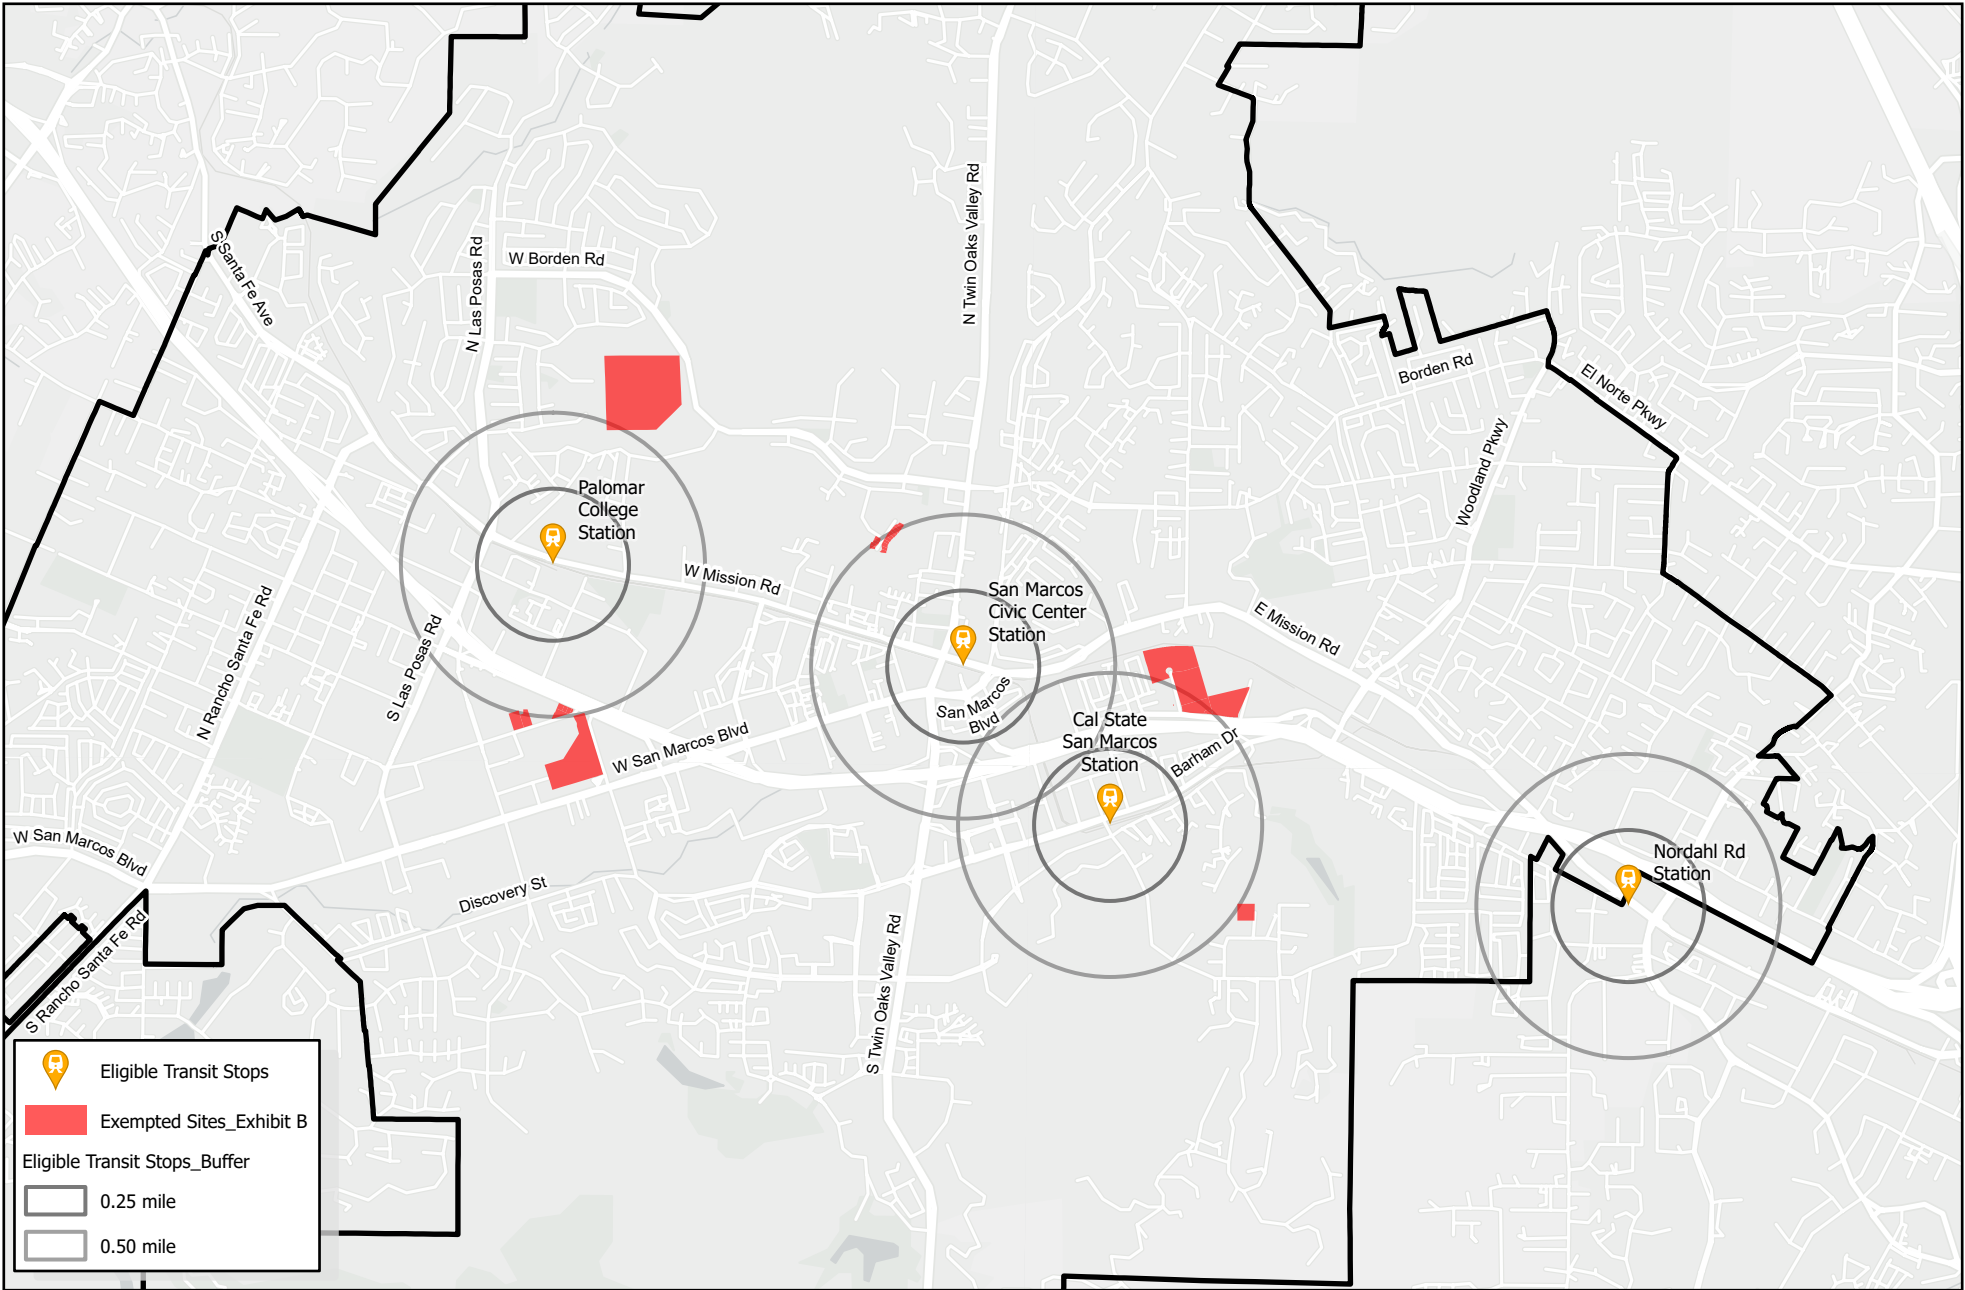 S Santa Fe Ave
N Las Posas Rd
W Borden Rd
N Twin Oaks Valley Rd
Borden Rd
El Norte Pkwy
Woodland Pkwy
Palomar
College
Station
W Mission Rd
San Marcos
Civic Center
Station
E Mission Rd
N Rancho Santa Fe Rd
S Las Posas Rd
San Marcos
Blvd
W San Marcos Blvd
Cal State
San Marcos
Station
Barham Dr
W San Marcos Blvd
Discovery St
Nordahl Rd
Station
S Rancho Santa Fe Rd
S Twin Oaks Valley Rd
Eligible Transit Stops
Exempted Sites_Exhibit B
Eligible Transit Stops_Buffer
0.25 mile
0.50 mile